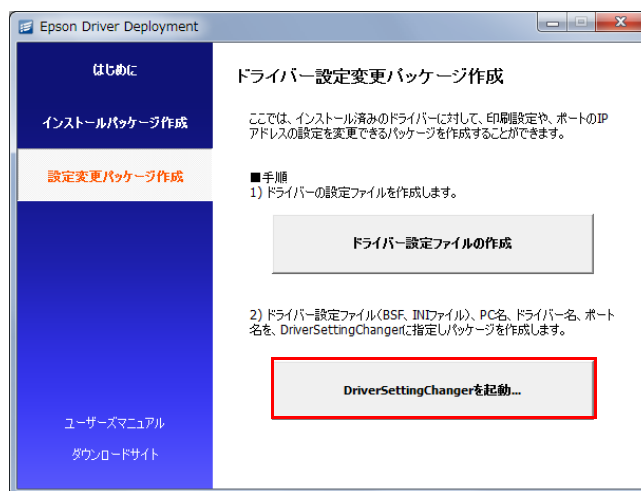 Epson Driver Deployment
はじめに
インストールパッケージ作成
設定変更パッケージ作成
ユーザーズマニュアル
ダウンロードサイト
ドライバー設定変更パッケージ作成
ここでは、インストール済みのドライバーに対して、印刷設定や、ポートのIP
アドレスの設定を変更できるパッケージを作成することができます。
■手順
1) ドライバーの設定ファイルを作成します。
ドライバー設定ファイルの作成
2) ドライバー設定ファイル(BSF、INIファイル)、PC名、ドライバー名、ポート
名を、DriverSettingChangerに指定しパッケージを作成します。
DriverSettingChangerを起動...